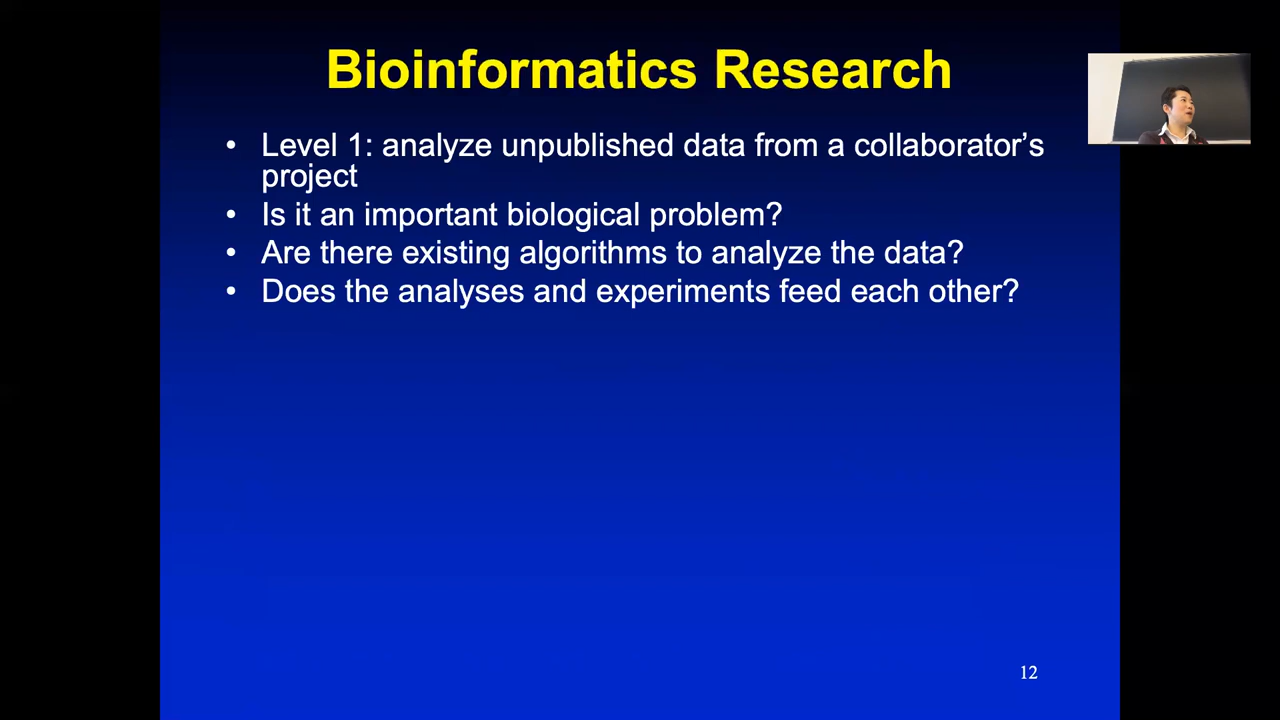 Bioinformatics Research
• Level 1: analyze unpublished data from a collaborator’s
project
• Is it an important biological problem?
• Are there existing algorithms to analyze the data?
• Does the analyses and experiments feed each other?
12